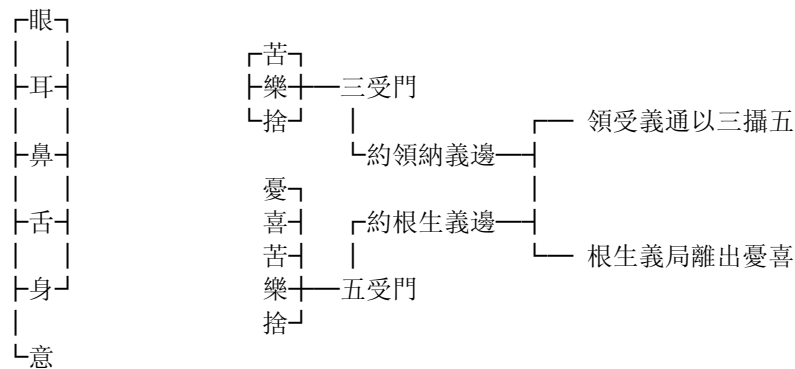 眼
苦
耳 樂 三受門
捨 領受義通以三攝五
鼻 約領納義邊
憂
舌 喜 約根生義邊
苦 根生義局離出憂喜
身 樂 五受門
捨
意